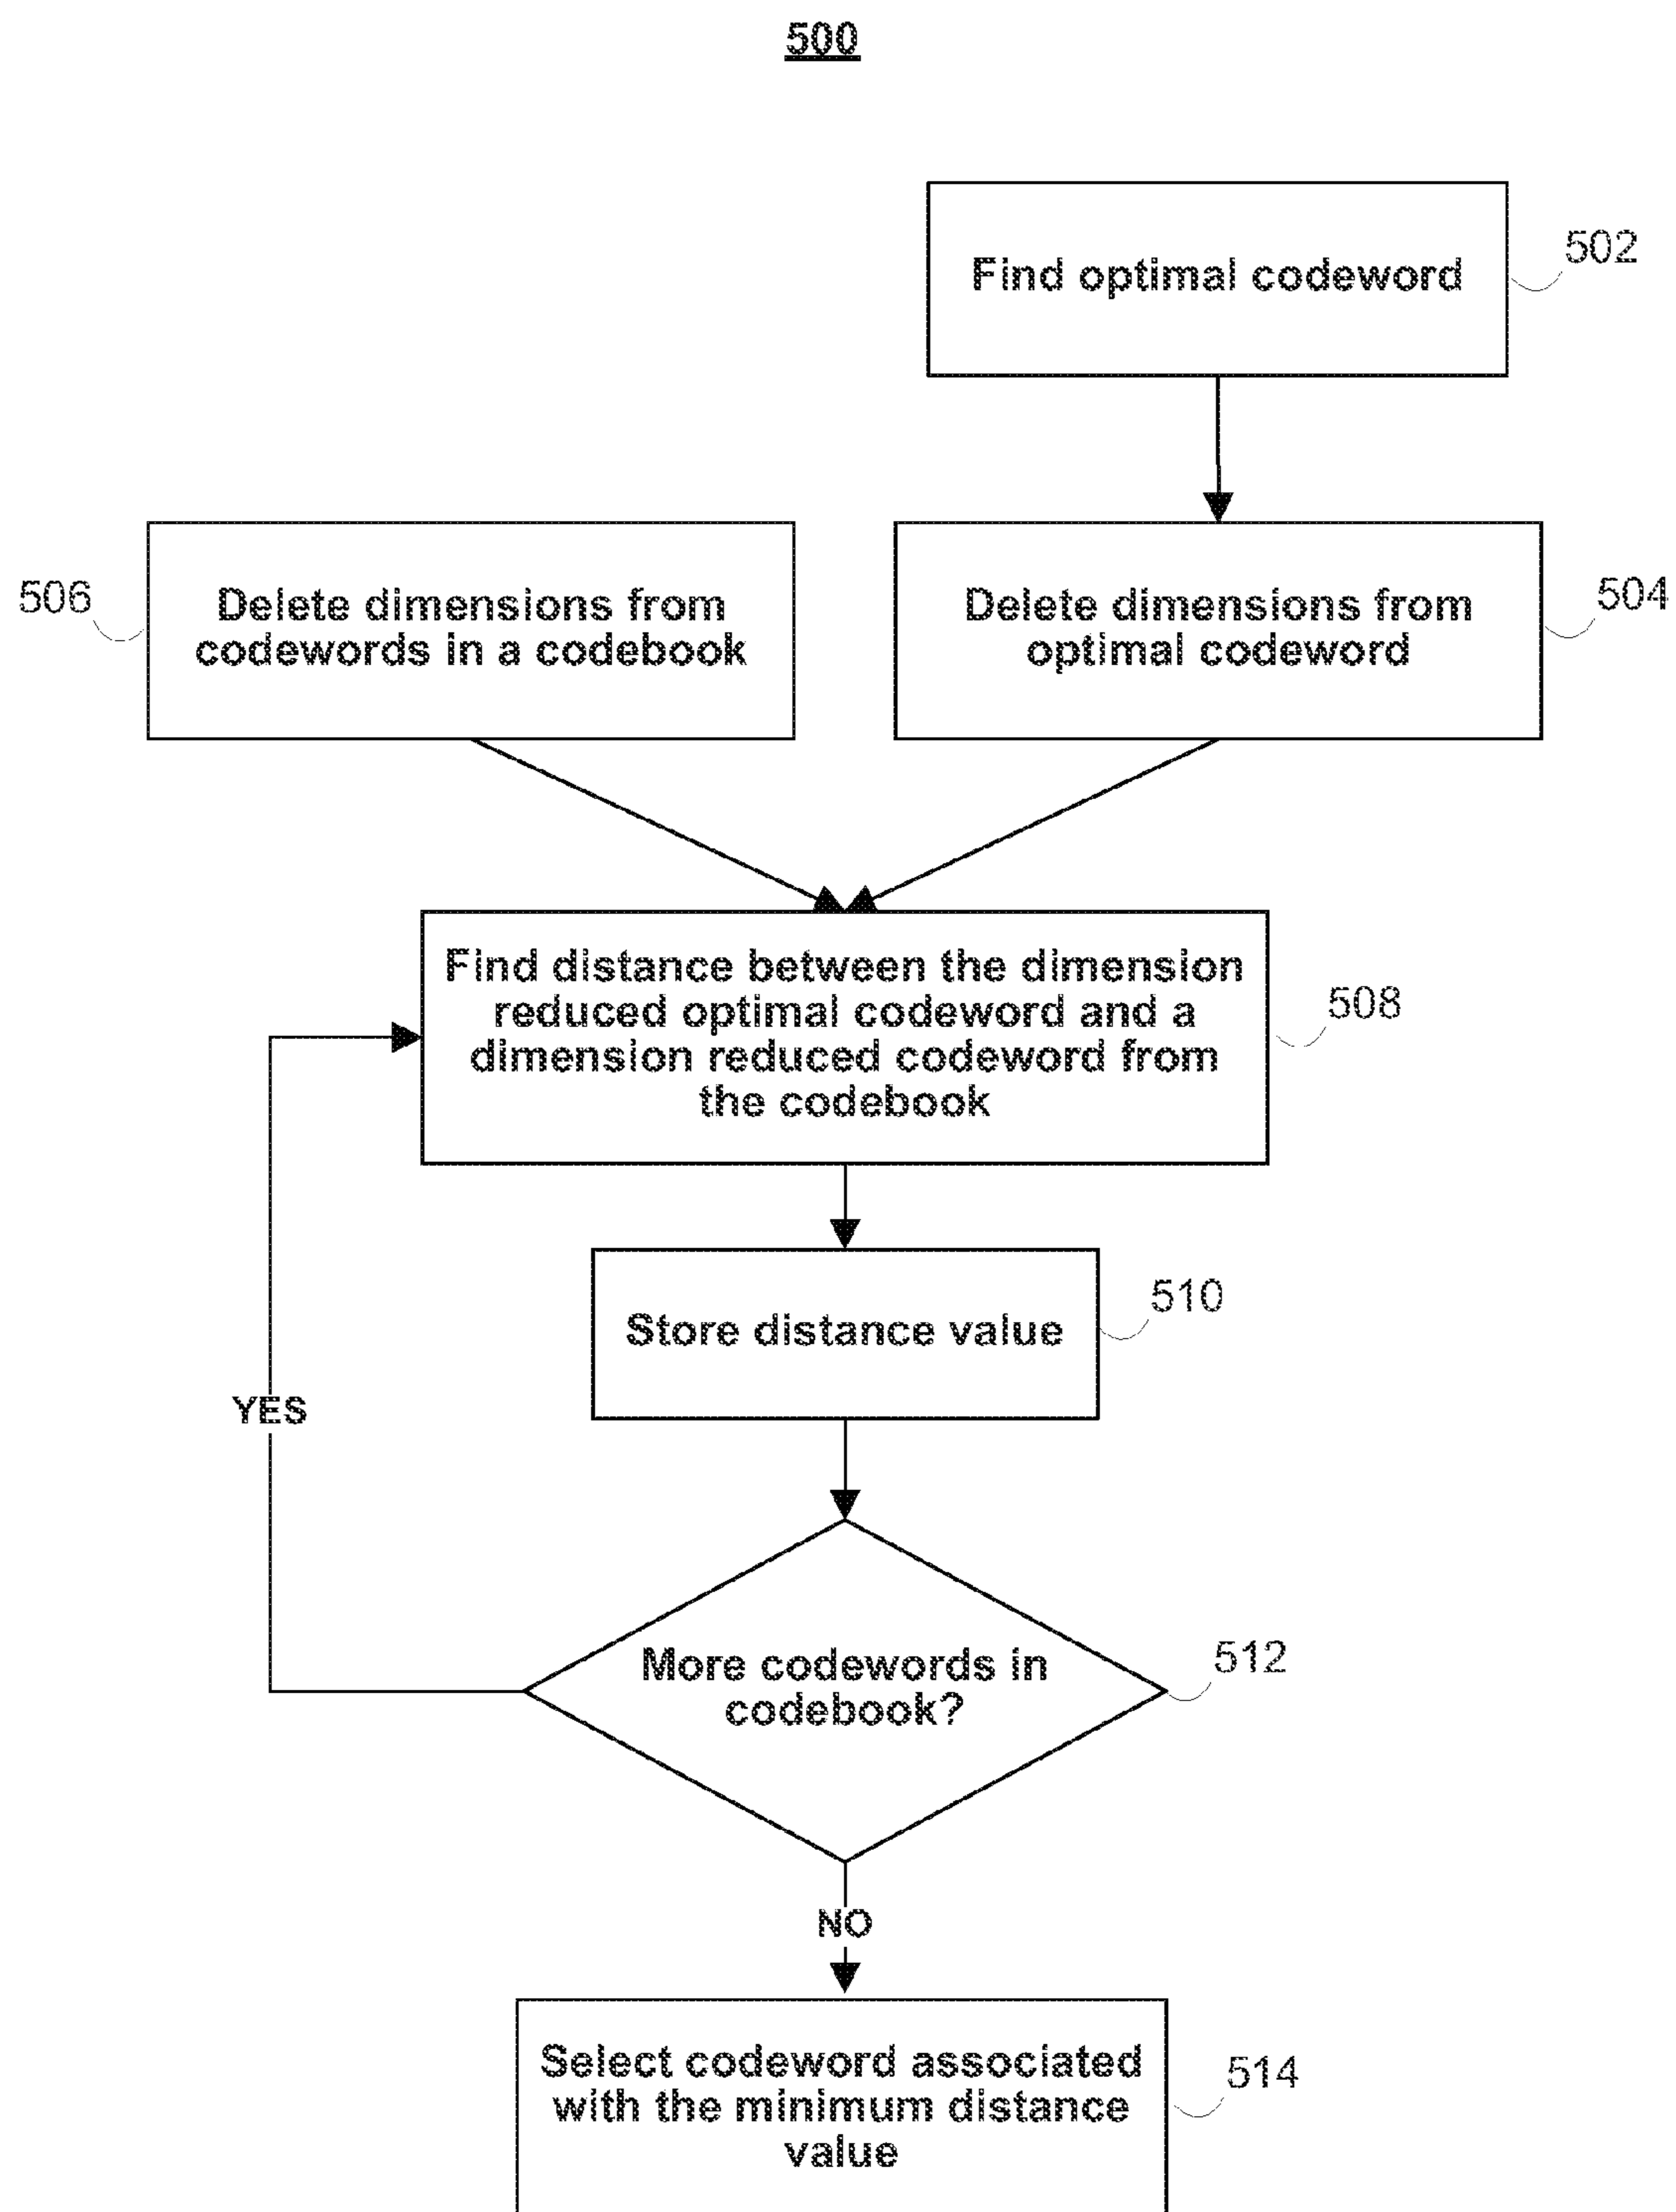 500
Find optimal codeword
502
506
Delete dimensions from
codewords in a codebook
Delete dimensions from
optimal codeword
504
Find distance between the dimension
reduced optimal codeword and a
dimension reduced codeword from
the codebook
508
Store distance value
510
YES
More codewords in
codebook?
512
NO
Select codeword associated
with the minimum distance
value
514